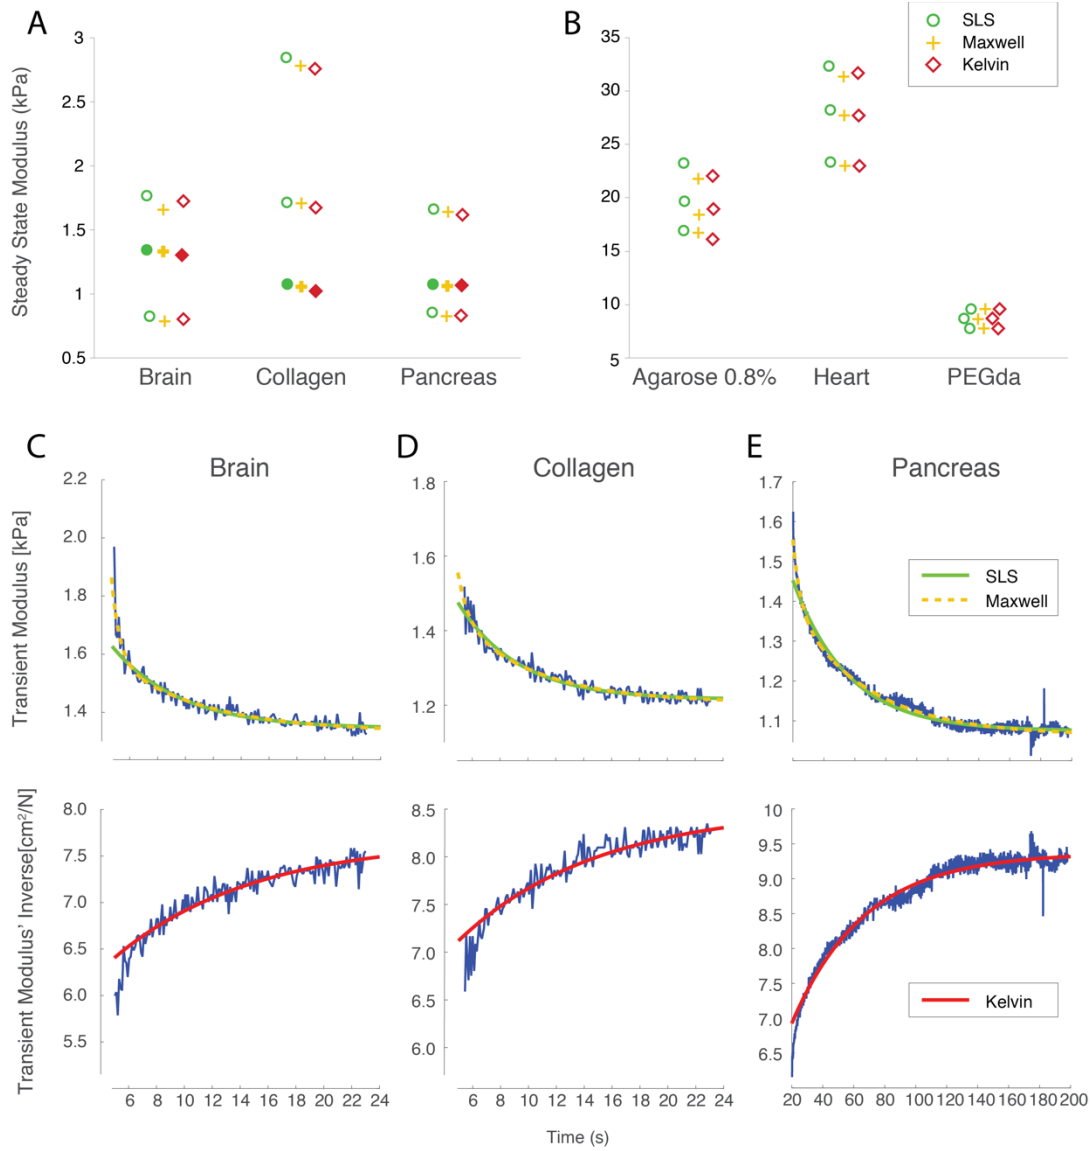 A
B
SLS
Maxwell
Kelvin
Steady State Modulus (kPa)
3
2.5
2
1.5
1
0.5
Brain
Collagen
Pancreas
35
30
25
20
15
10
5
Agarose 0.8%
Heart
PEGda
C
Brain
D
Collagen
E
Pancreas
Transient Modulus [kPa]
2.2
2.0
1.8
1.6
1.4
1.8
1.6
1.4
1.2
1.7
1.6
1.5
1.4
1.3
1.2
1.1
SLS
Maxwell
Transient Modulus' Inverse[cm²/N]
8.0
7.5
7.0
6.5
6.0
5.5
6 8 10 12 14 16 18 20 22 24
8.5
8.0
7.5
7.0
6.5
6.0
6 8 10 12 14 16 18 20 22 24
10
9.5
9.0
8.5
8.0
7.5
7.0
6.5
Kelvin
20 40 60 80 100 120 140 160 180 200
Time (s)